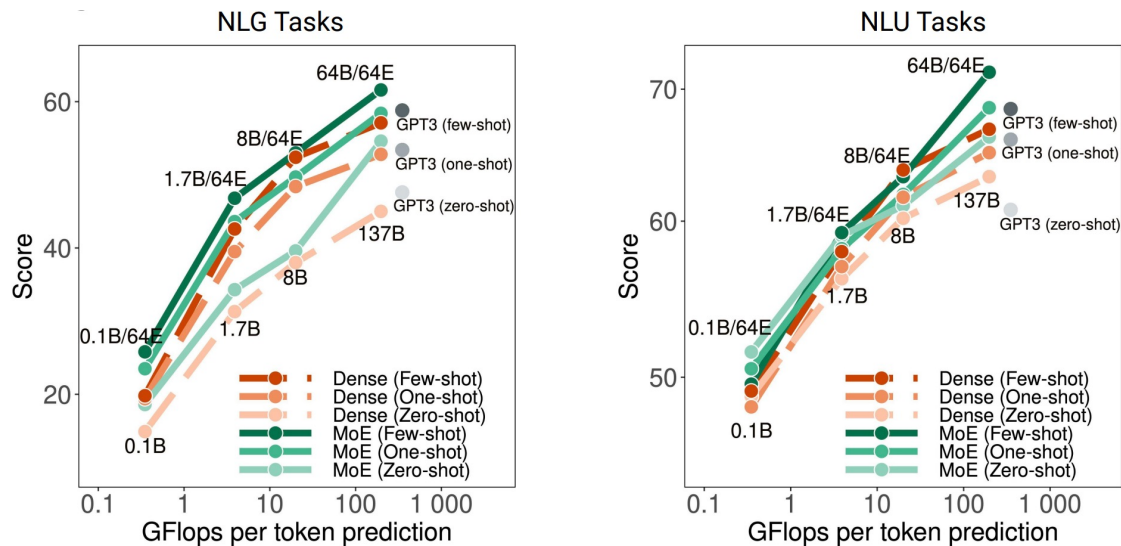 NLG Tasks
Score
60
40
20
64B/64E
8B/64E
1.7B/64E
0.1B/64E
GPT3 (few-shot)
GPT3 (one-shot)
GPT3 (zero-shot)
137B
8B
1.7B
0.1B
Dense (Few-shot)
Dense (One-shot)
Dense (Zero-shot)
MoE (Few-shot)
MoE (One-shot)
MoE (Zero-shot)
0.1 1 10 100 1 000
GFlops per token prediction
NLU Tasks
Score
70
60
50
64B/64E
8B/64E
1.7B/64E
0.1B/64E
GPT3 (few-shot)
GPT3 (one-shot)
GPT3 (zero-shot)
137B
8B
1.7B
0.1B
Dense (Few-shot)
Dense (One-shot)
Dense (Zero-shot)
MoE (Few-shot)
MoE (One-shot)
MoE (Zero-shot)
0.1 1 10 100 1 000
GFlops per token prediction